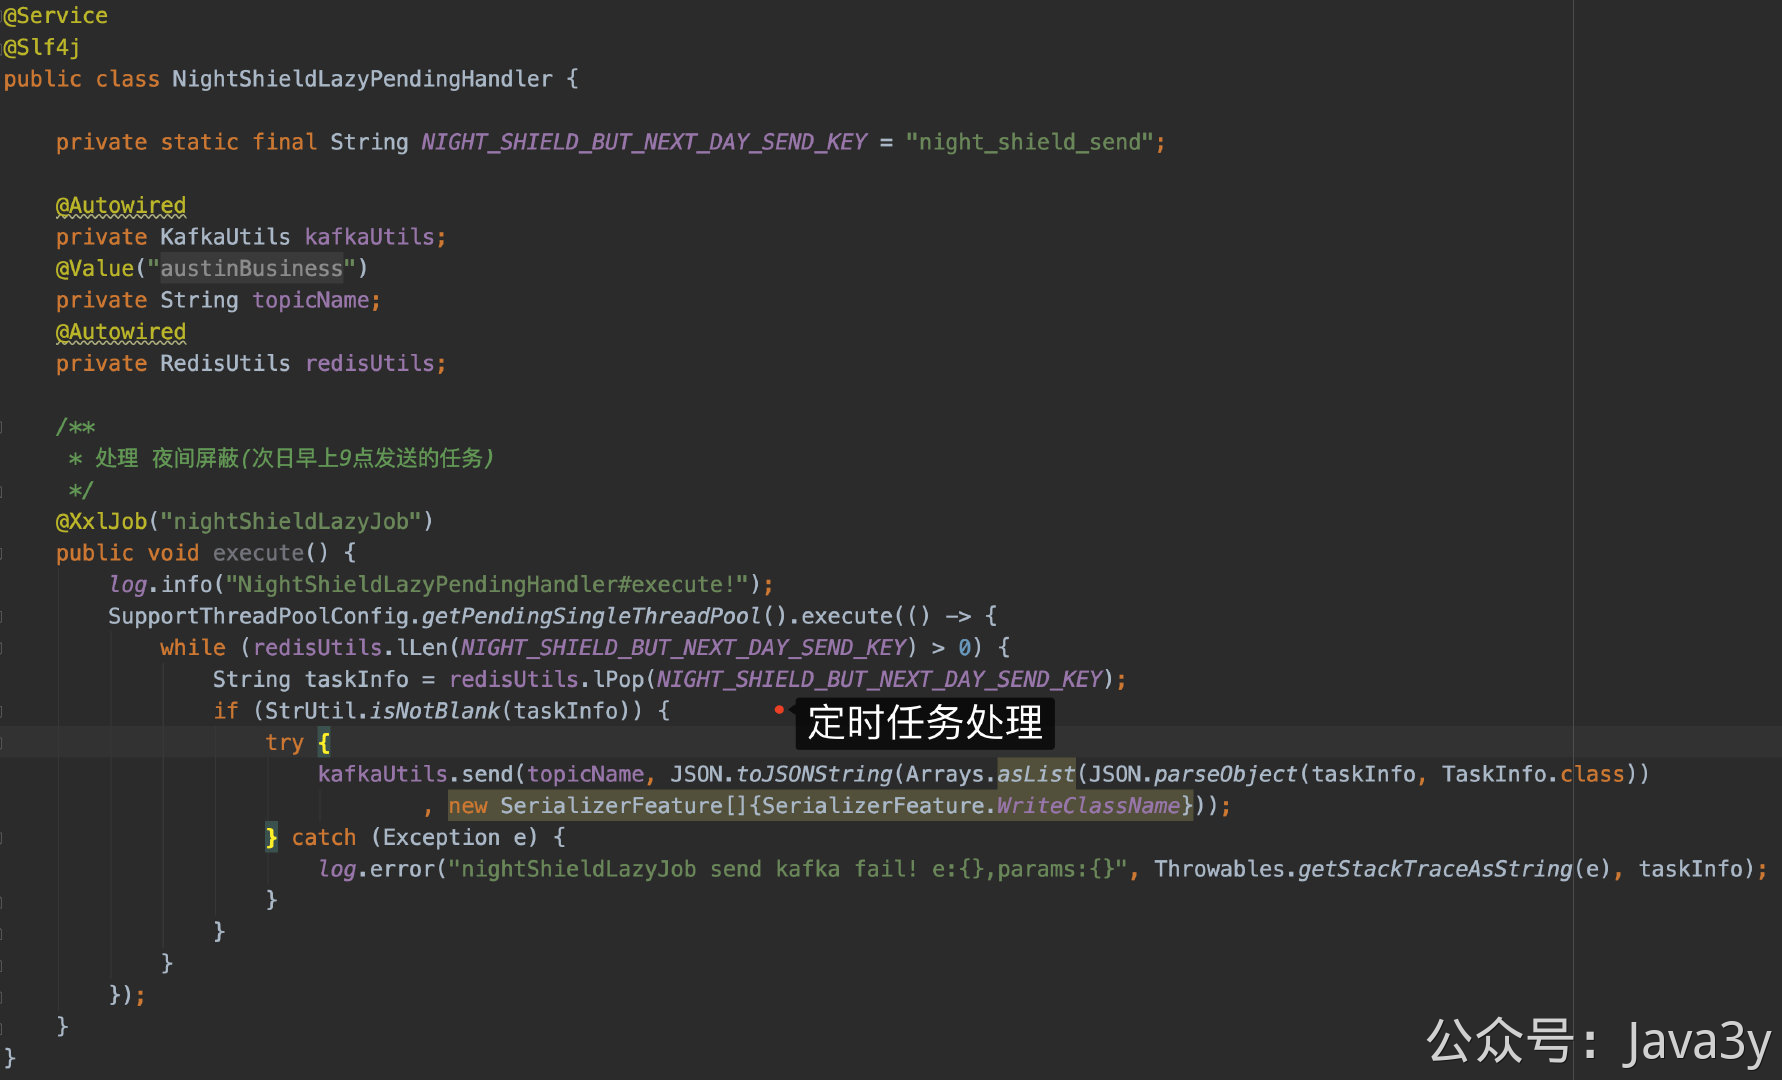 @Service
@Slf4j
public class NightShieldLazyPendingHandler {
    private static final String NIGHT_SHIELD_BUT_NEXT_DAY_SEND_KEY = "night_shield_send";
    @Autowired
    private KafkaUtils kafkaUtils;
    @Value("austinBusiness")
    private String topicName;
    @Autowired
    private RedisUtils redisUtils;
    /**
     * 处理 夜间屏蔽(次日早上9点发送的任务)
     */
    @XxlJob("nightShieldLazyJob")
    public void execute() {
        log.info("NightShieldLazyPendingHandler#execute!");
        SupportThreadPoolConfig.getPendingSingleThreadPool().execute(() -> {
            while (redisUtils.lLen(NIGHT_SHIELD_BUT_NEXT_DAY_SEND_KEY) > 0) {
                String taskInfo = redisUtils.lPop(NIGHT_SHIELD_BUT_NEXT_DAY_SEND_KEY);
                if (StrUtil.isNotBlank(taskInfo)) {
定时任务处理
                    try {
                        kafkaUtils.send(topicName, JSON.toJSONString(Arrays.asList(JSON.parseObject(taskInfo, TaskInfo.class))
                                , new SerializerFeature[]{SerializerFeature.WriteClassName}));
                    } catch (Exception e) {
                        log.error("nightShieldLazyJob send kafka fail! e:{},params:{}", Throwables.getStackTraceAsString(e), taskInfo);
                    }
                }
            }
        });
    }
}
公众号：Java3y